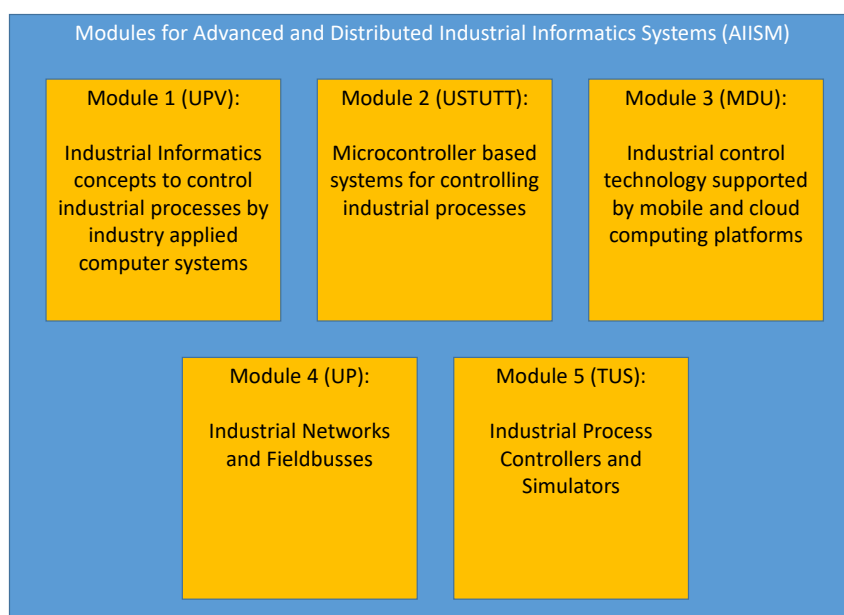 Modules for Advanced and Distributed Industrial Informatics Systems (AIISM)
Module 1 (UPV):
Industrial Informatics
concepts to control
industrial processes by
industry applied
computer systems
Module 2 (USTUTT):
Microcontroller based
systems for controlling
industrial processes
Module 3 (MDU):
Industrial control
technology supported
by mobile and cloud
computing platforms
Module 4 (UP):
Industrial Networks
and Fieldbusses
Module 5 (TUS):
Industrial Process
Controllers and
Simulators